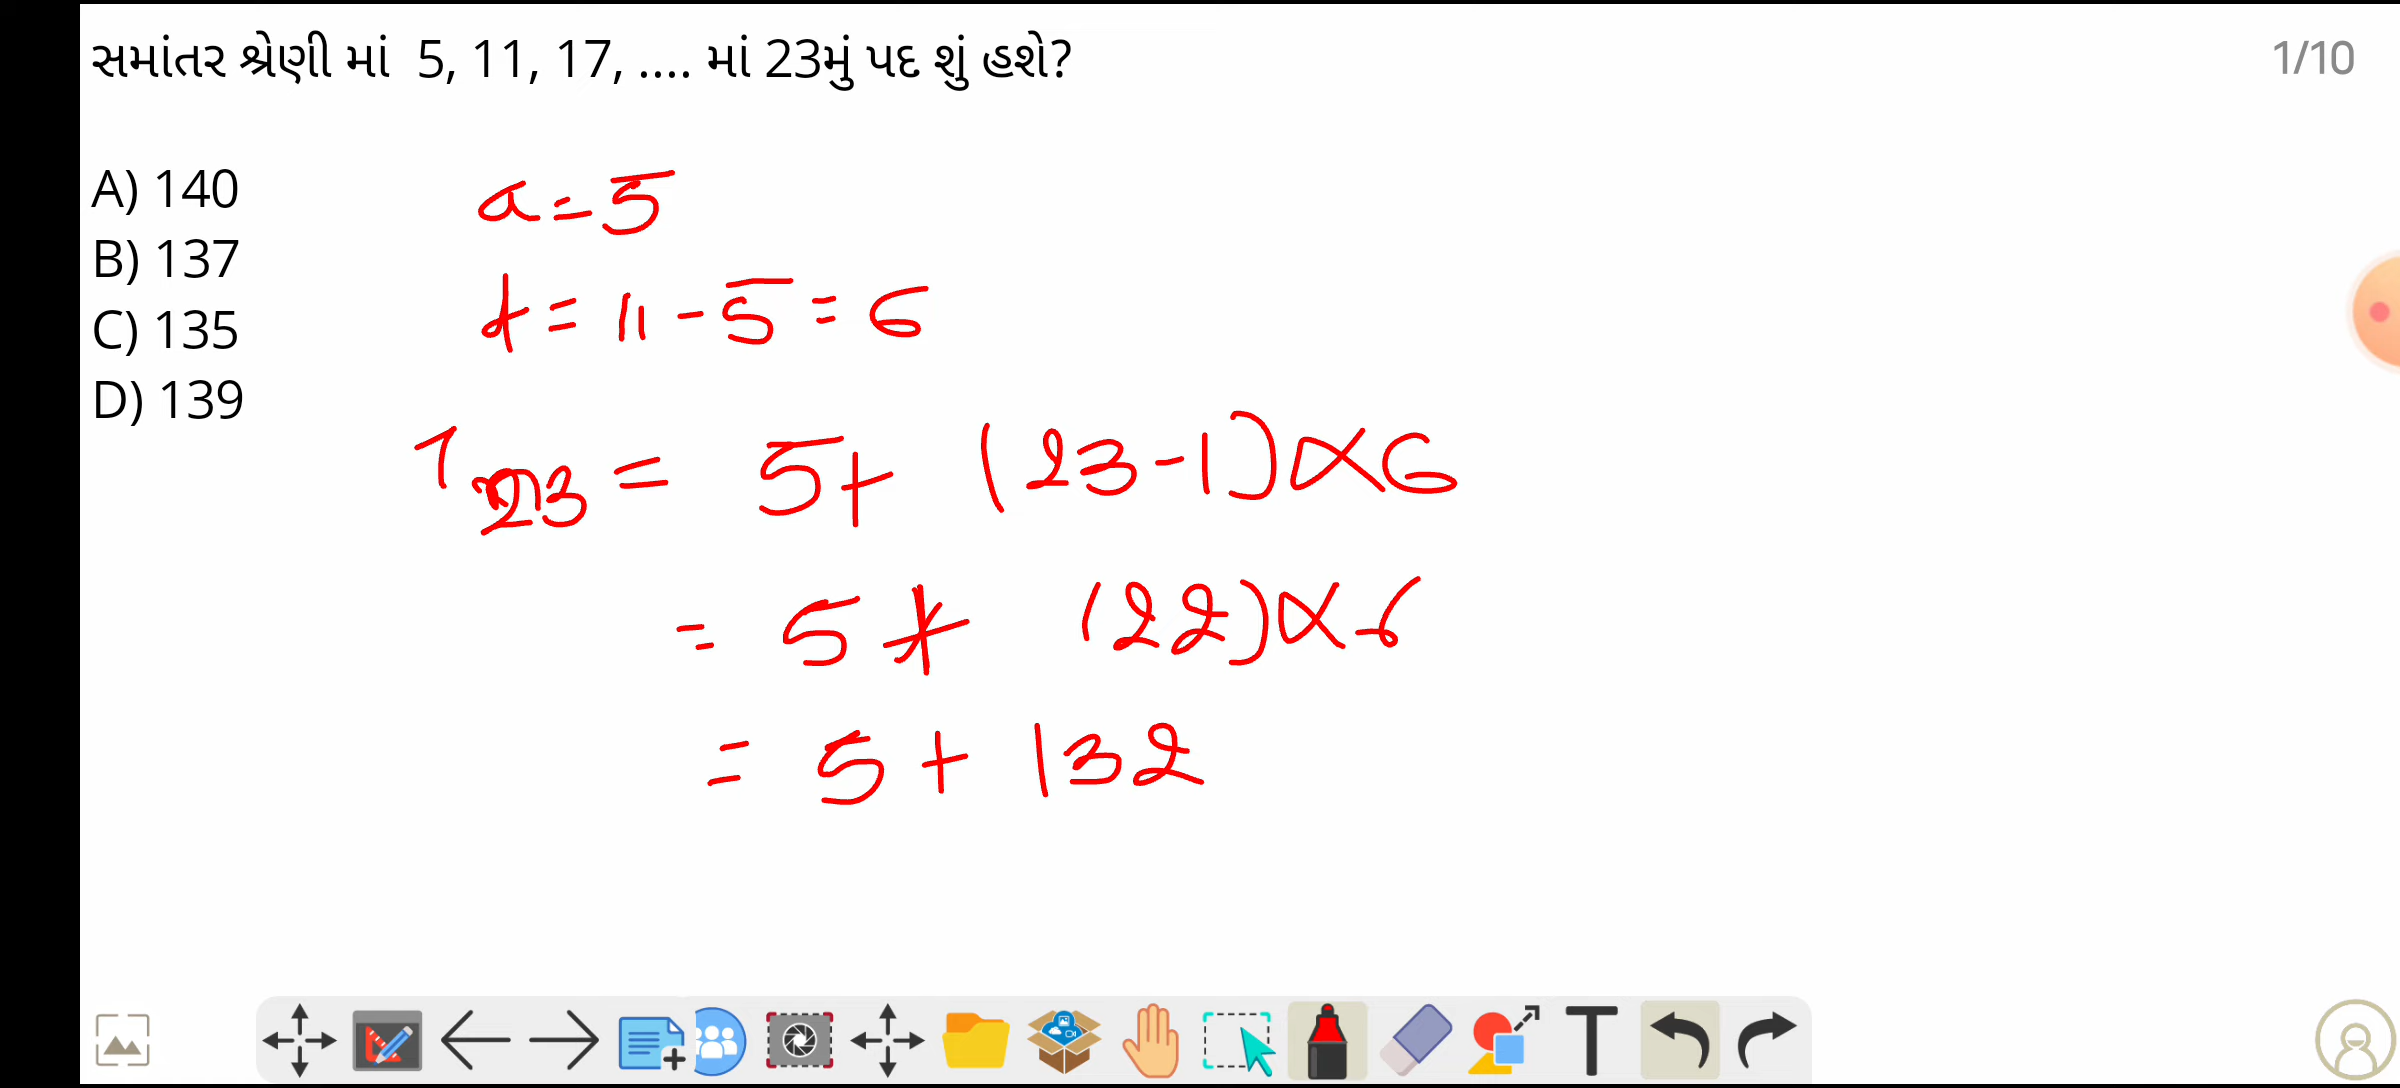 સમાંતર શ્રેણી માં 5, 11, 17, .... માં 23મું પદ શું હશે?
1/10
A) 140
B) 137
C) 135
D) 139
a = 5
d = 11 - 5 = 6
T23 = 5 + (23-1) × 6
= 5 + (22) × 6
= 5 + 132
T